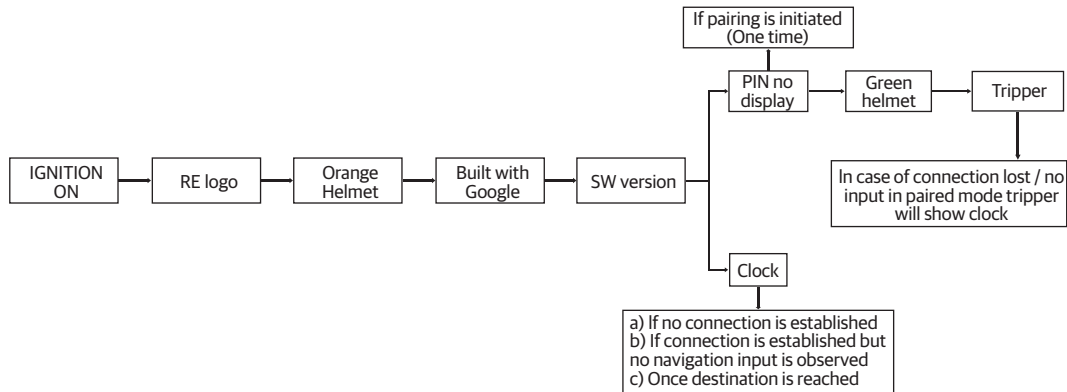 If pairing is initiated
(One time)
PIN no
display
Green
helmet
Tripper
IGNITION
ON
RE logo
Orange
Helmet
Built with
Google
SW version
In case of connection lost / no
input in paired mode tripper
will show clock
Clock
a) If no connection is established
b) If connection is established but
no navigation input is observed
c) Once destination is reached